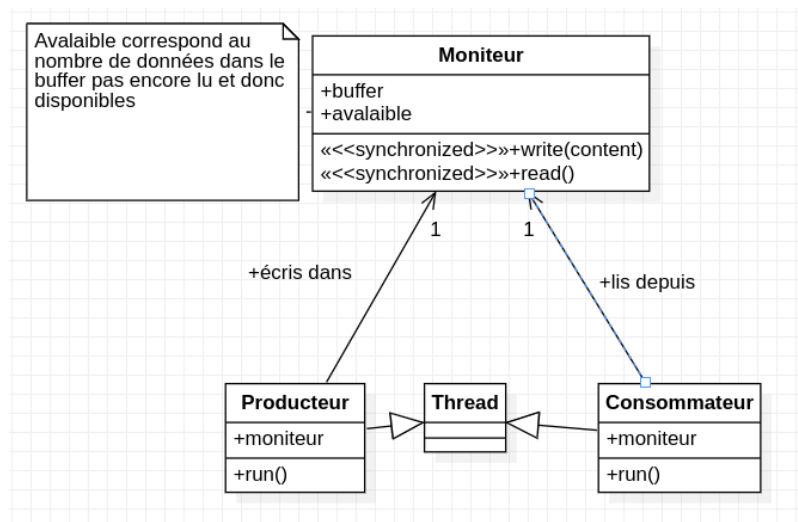 Avalaible correspond au
nombre de données dans le
buffer pas encore lu et donc
disponibles
Moniteur
+buffer
+avalaible
«<<synchronized>>»+write(content)
«<<synchronized>>»+read()
1
1
+écris dans
+lis depuis
Producteur
+moniteur
+run()
Thread
Consommateur
+moniteur
+run()